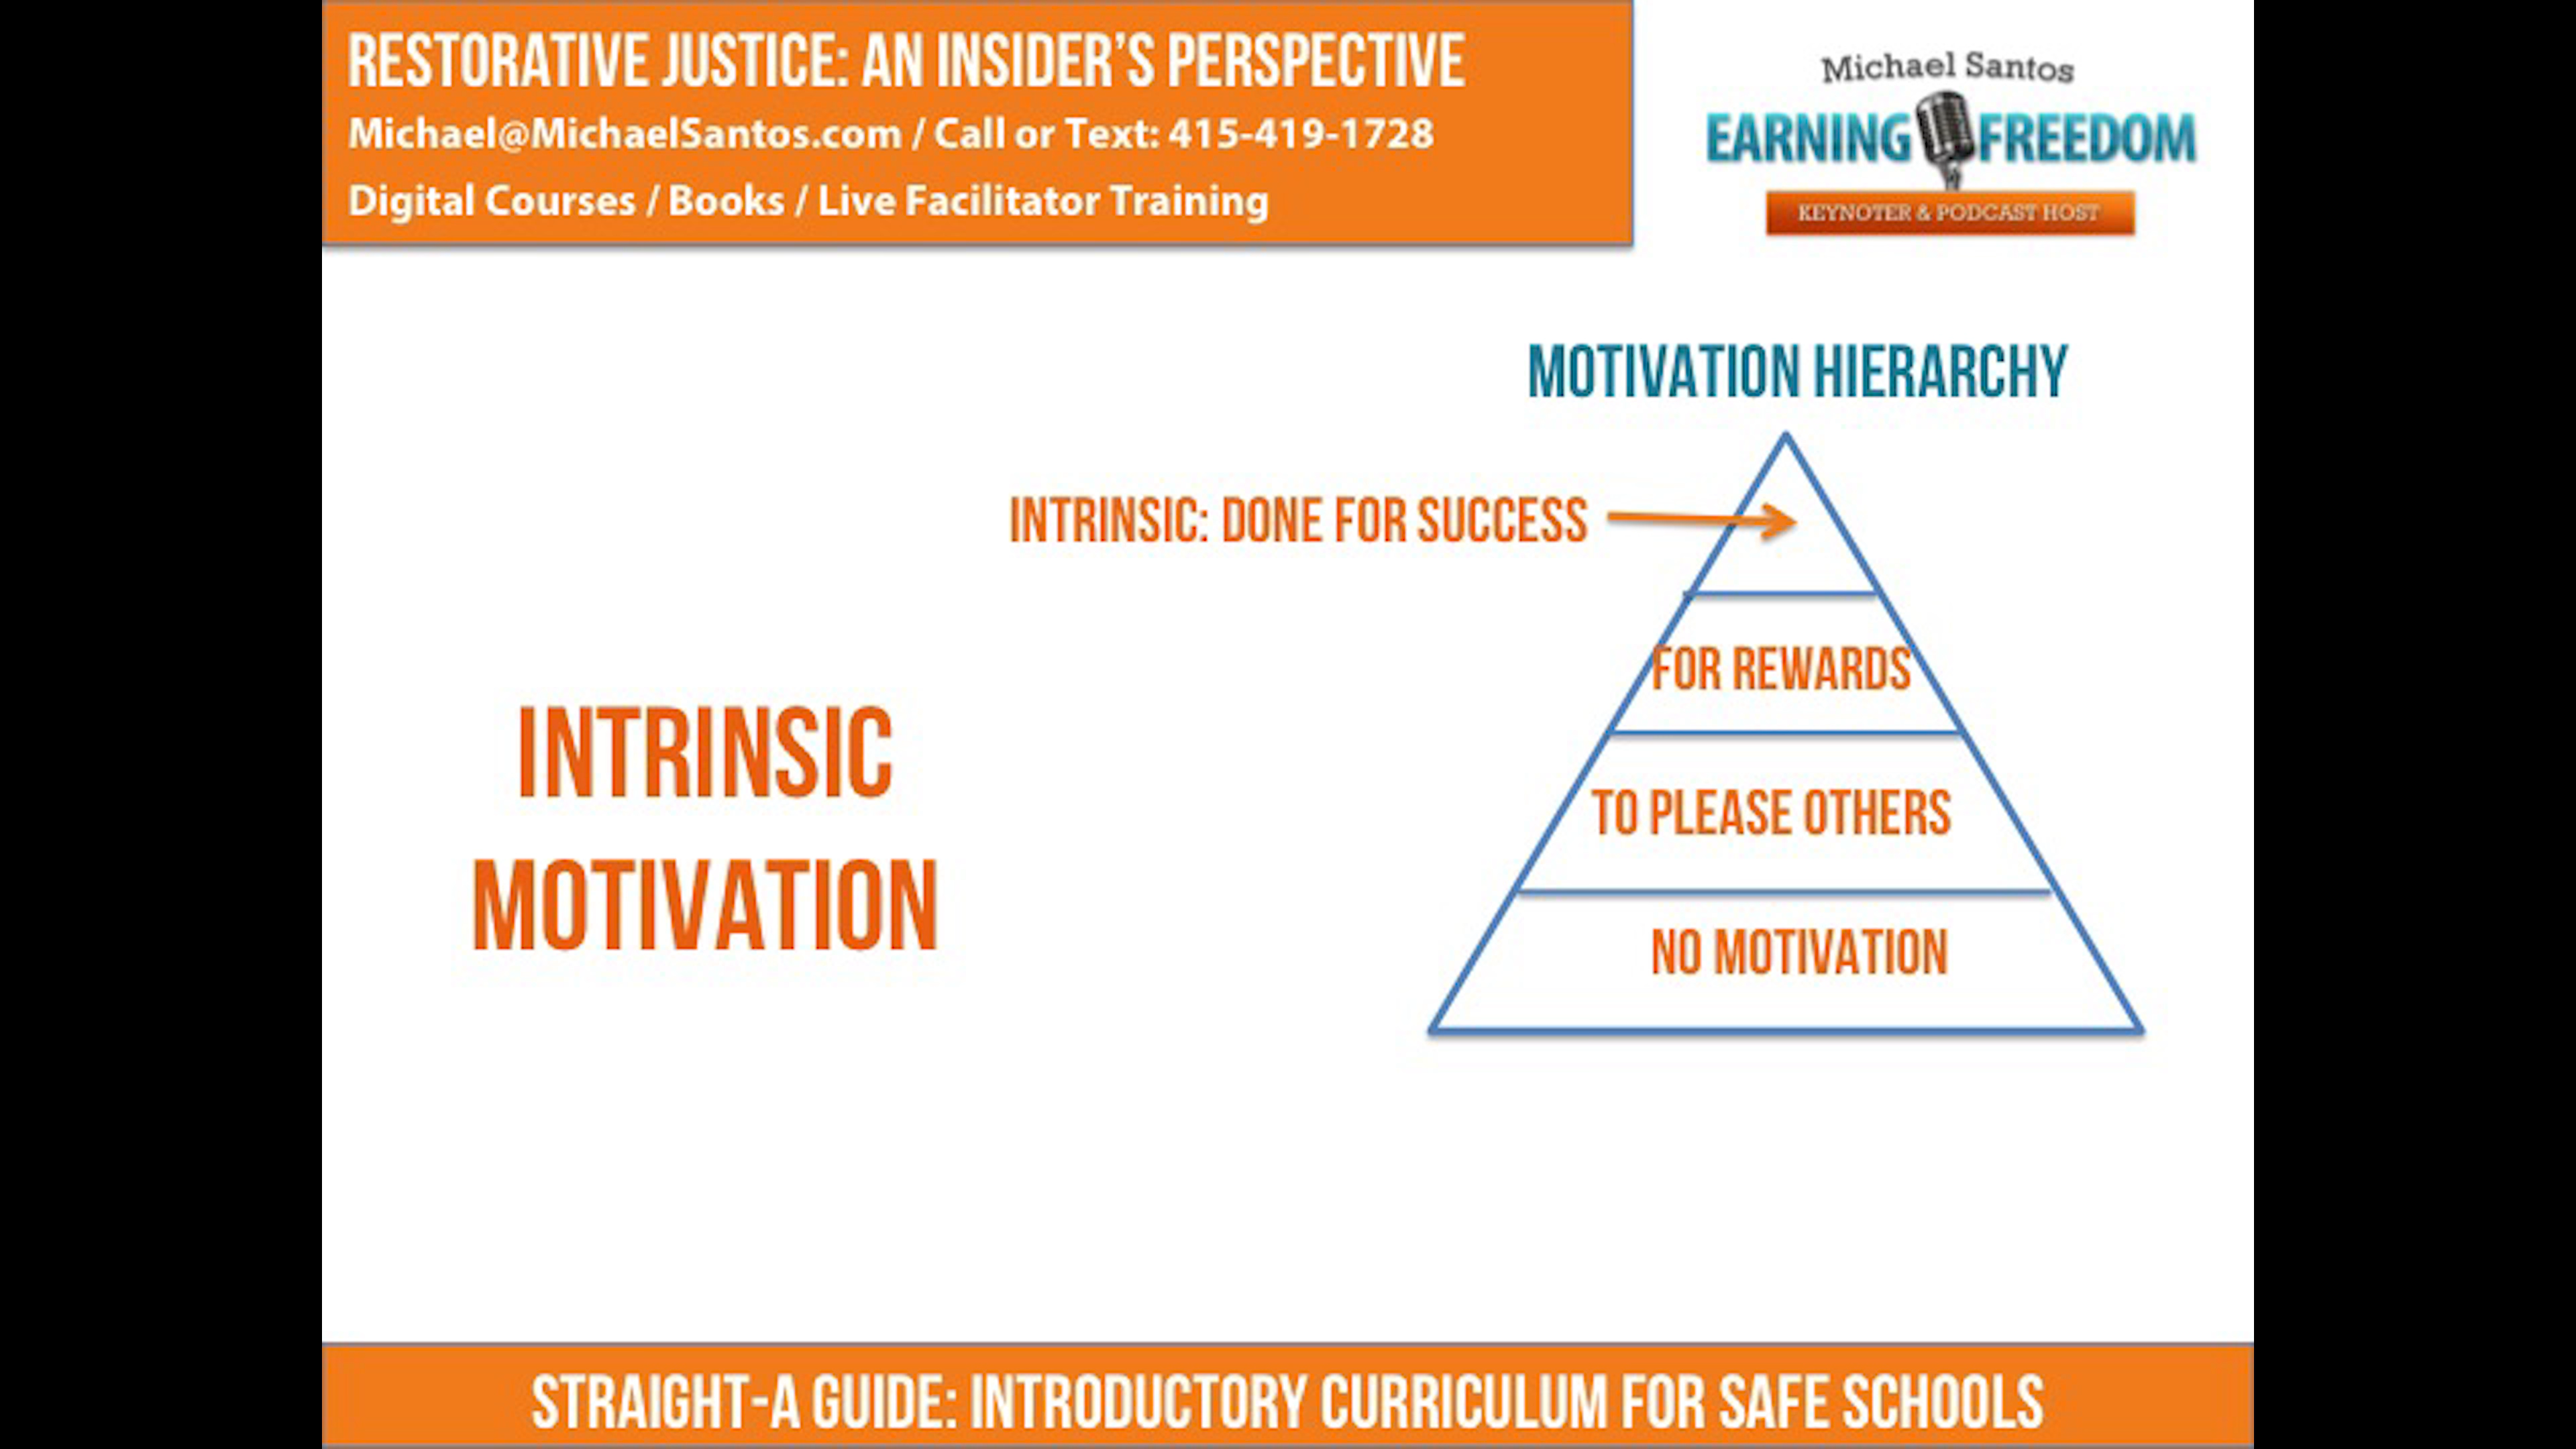 RESTORATIVE JUSTICE: AN INSIDER'S PERSPECTIVE
Michael@MichaelSantos.com / Call or Text: 415-419-1728
Digital Courses / Books / Live Facilitator Training
Michael Santos
EARNING FREEDOM
KEYNOTER & PODCAST HOST
MOTIVATION HIERARCHY
INTRINSIC: DONE FOR SUCCESS
FOR REWARDS
TO PLEASE OTHERS
NO MOTIVATION
INTRINSIC
MOTIVATION
STRAIGHT-A GUIDE: INTRODUCTORY CURRICULUM FOR SAFE SCHOOLS